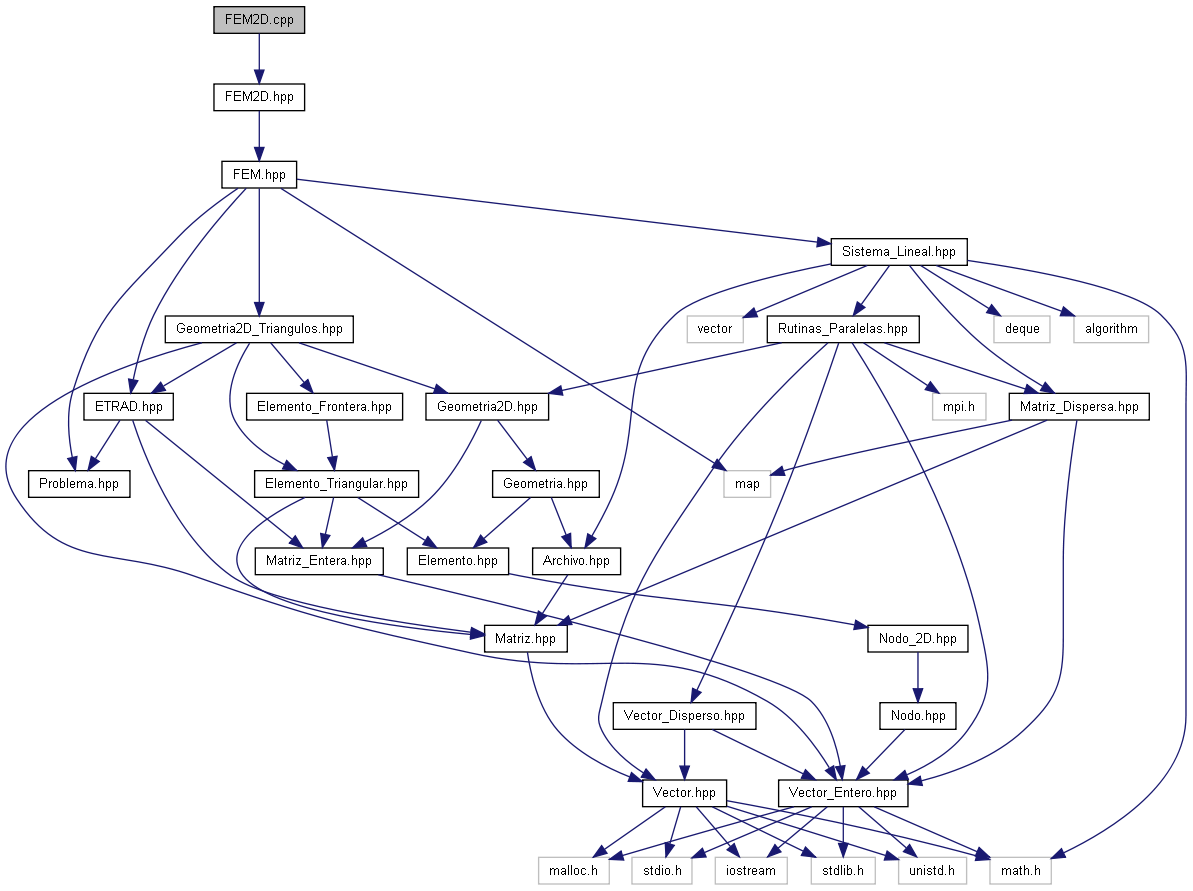 FEM2D.cpp
FEM2D.hpp
FEM.hpp
Sistema_Lineal.hpp
Geometria2D_Triangulos.hpp
vector
Rutinas_Paralelas.hpp
deque
algorithm
ETRAD.hpp
Elemento_Frontera.hpp
Geometria2D.hpp
mpi.h
Matriz_Dispersa.hpp
Problema.hpp
Elemento_Triangular.hpp
Geometria.hpp
map
Matriz_Entera.hpp
Elemento.hpp
Archivo.hpp
Matriz.hpp
Nodo_2D.hpp
Vector_Disperso.hpp
Nodo.hpp
Vector.hpp
Vector_Entero.hpp
malloc.h
stdio.h
iostream
stdlib.h
unistd.h
math.h